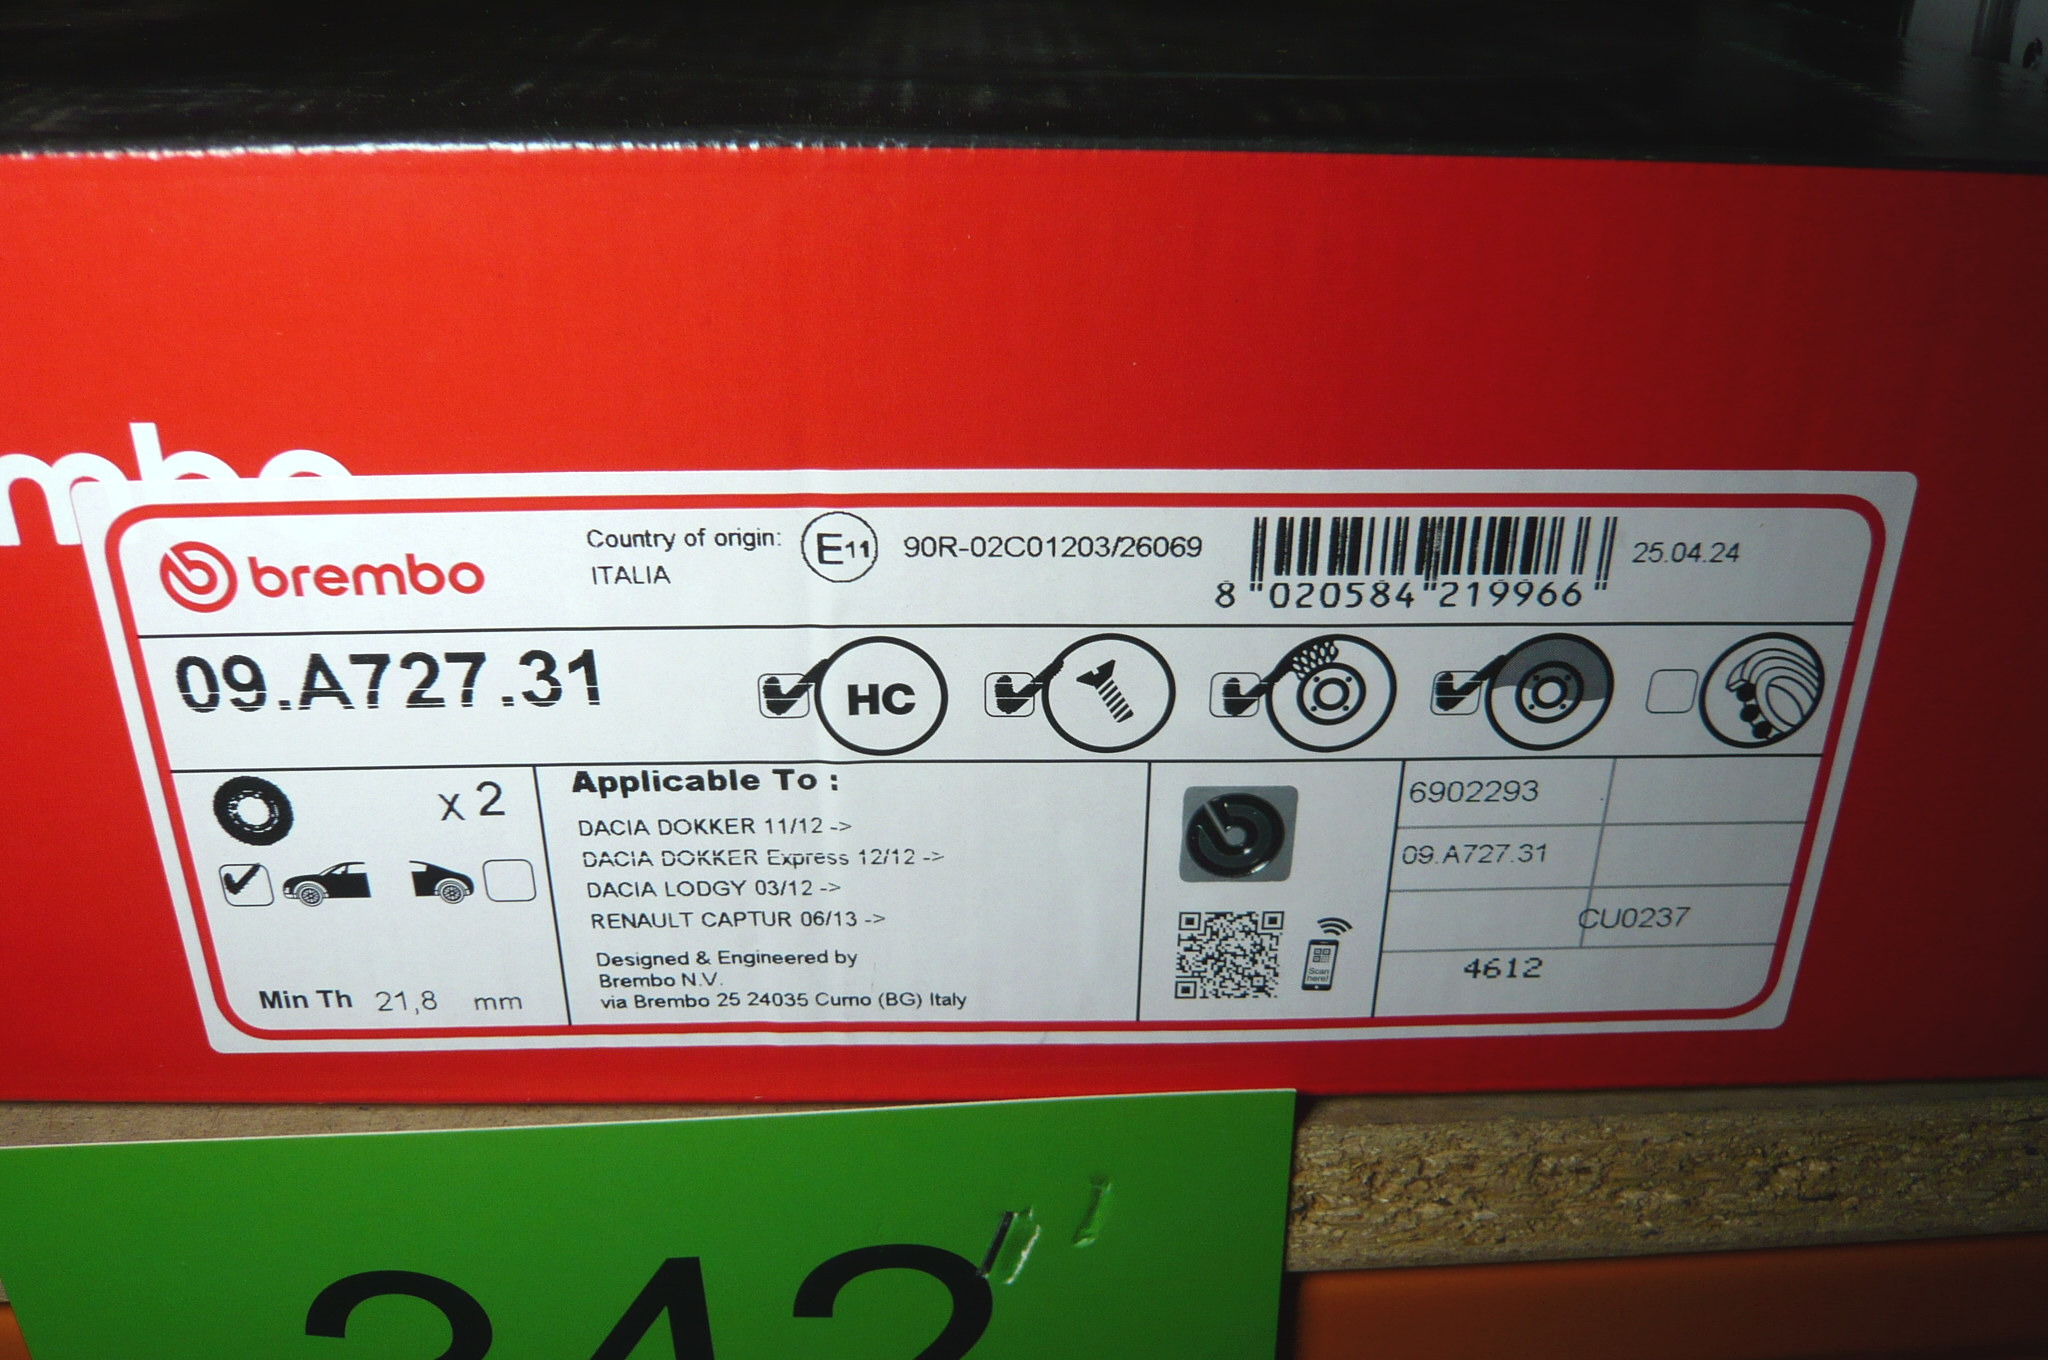 brembo
Country of origin:
ITALIA
E11
90R-02C01203/26069
8 "020584"219966"
25.04.24
09.A727.31
HC
x 2
Min Th 21,8 mm
Applicable To :
DACIA DOKKER 11/12 ->
DACIA DOKKER Express 12/12 ->
DACIA LODGY 03/12 ->
RENAULT CAPTUR 06/13 ->
Designed & Engineered by
Brembo N.V.
via Brembo 25 24035 Curno (BG) Italy
Scan
here!
6902293
09.A727.31
CU0237
4612